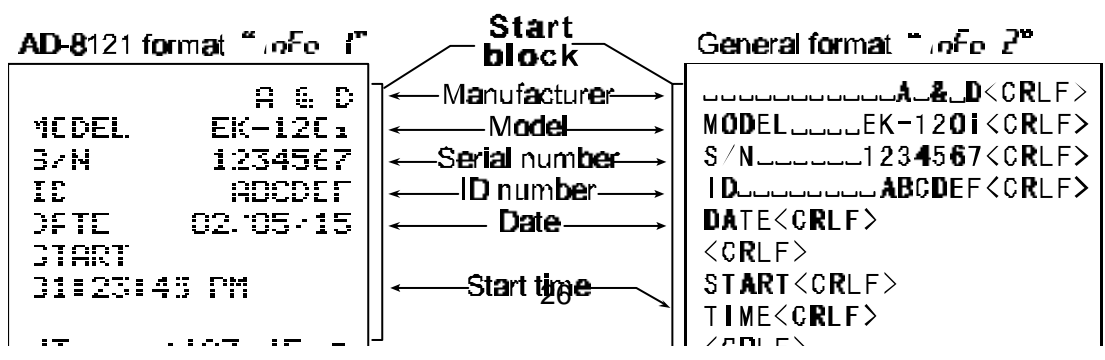 Start
block
AD-8121 format “info 1”
General format “info 2”
A & D
MODEL EK-120i
S/N 1234567
ID ABCDEF
DATE 02/05/15
START
01:23:45 PM
WT
Manufacturer
Model
Serial number
ID number
Date
Start time
26
␣␣␣␣␣␣␣␣␣␣␣␣A␣&␣D<CRLF>
MODEL␣␣␣␣EK-120i<CRLF>
S/N␣␣␣␣␣␣1234567<CRLF>
ID␣␣␣␣␣␣␣␣ABCDEF<CRLF>
DATE<CRLF>
<CRLF>
START<CRLF>
TIME<CRLF>
<CRLF>